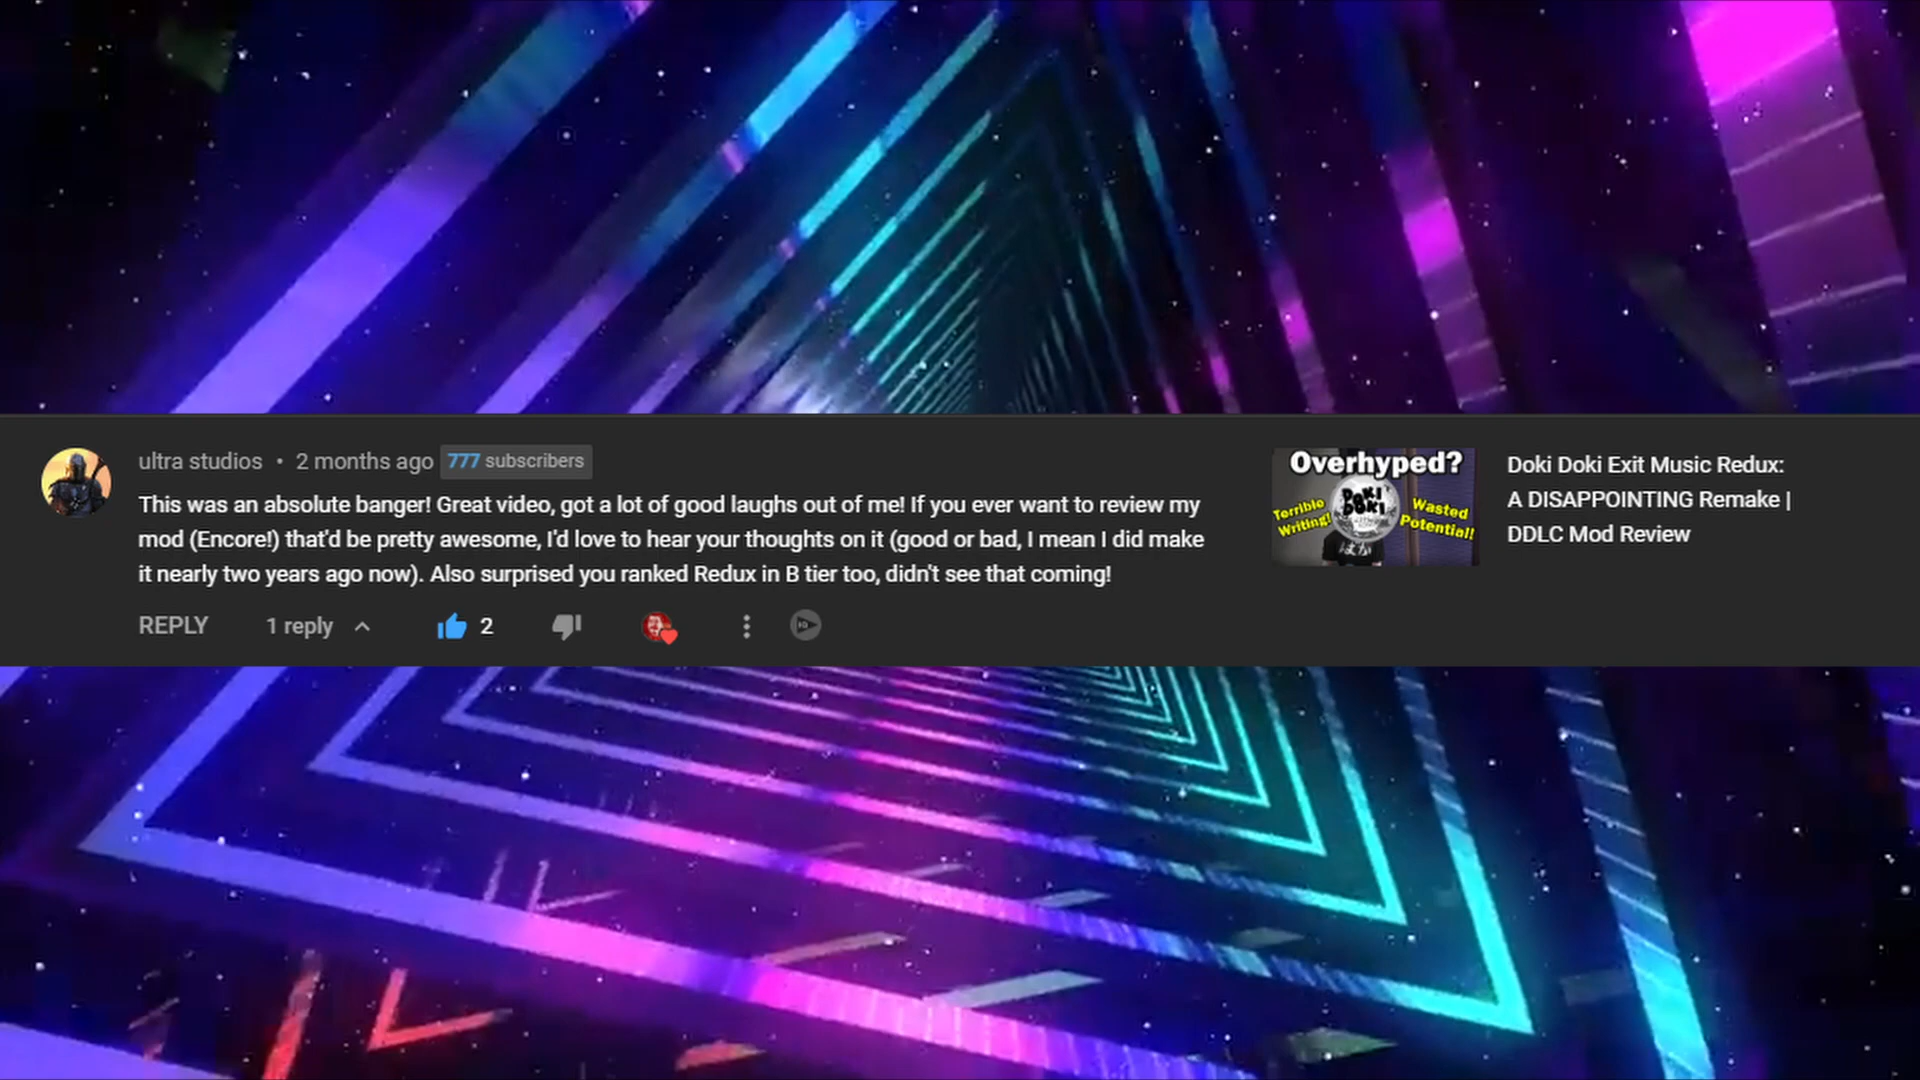 ultra studios • 2 months ago 777 subscribers
This was an absolute banger! Great video, got a lot of good laughs out of me! If you ever want to review my
mod (Encore!) that'd be pretty awesome, I'd love to hear your thoughts on it (good or bad, I mean I did make
it nearly two years ago now). Also surprised you ranked Redux in B tier too, didn't see that coming!
REPLY 1 reply 2
Overhyped?
Terrible
Writing!
DOKI
DOKI
Wasted
Potential!
ばか
Doki Doki Exit Music Redux:
A DISAPPOINTING Remake |
DDLC Mod Review